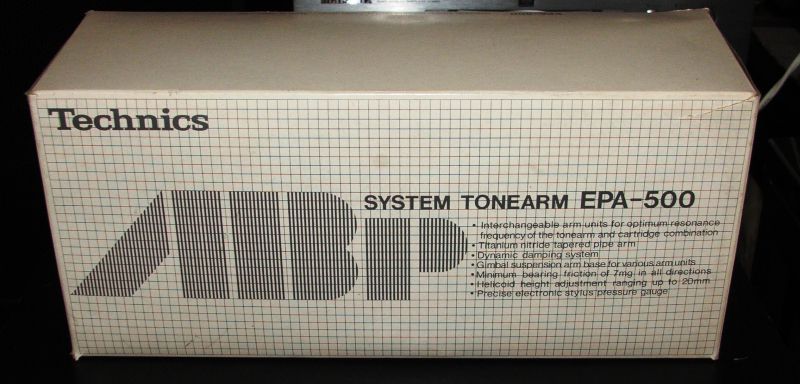 Technics
SYSTEM TONEARM EPA-500
• Interchangeable arm units for optimum resonance
frequency of the tonearm and cartridge combination
• Titanium nitride tapered pipe arm
• Dynamic damping system
• Gimbal suspension arm base for various arm units
• Minimum bearing friction of 7mg in all directions
• Helicoid height adjustment ranging up to 20mm
• Precise electronic stylus pressure gauge